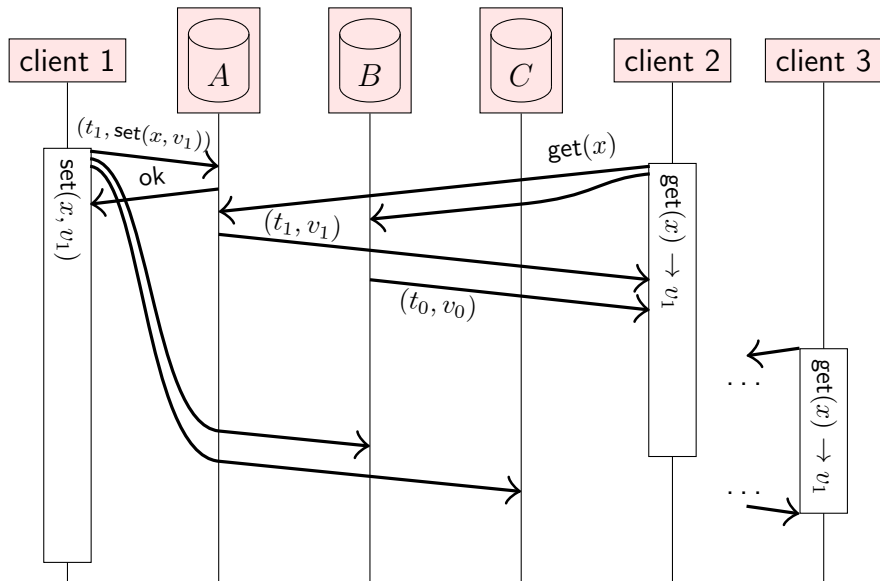 client 1
A
B
C
client 2
client 3
(t₁, set(x, v₁))
ok
set(x, v₁)
get(x)
(t₁, v₁)
(t₀, v₀)
get(x) → v₁
. . .
get(x) → v₁
. . .